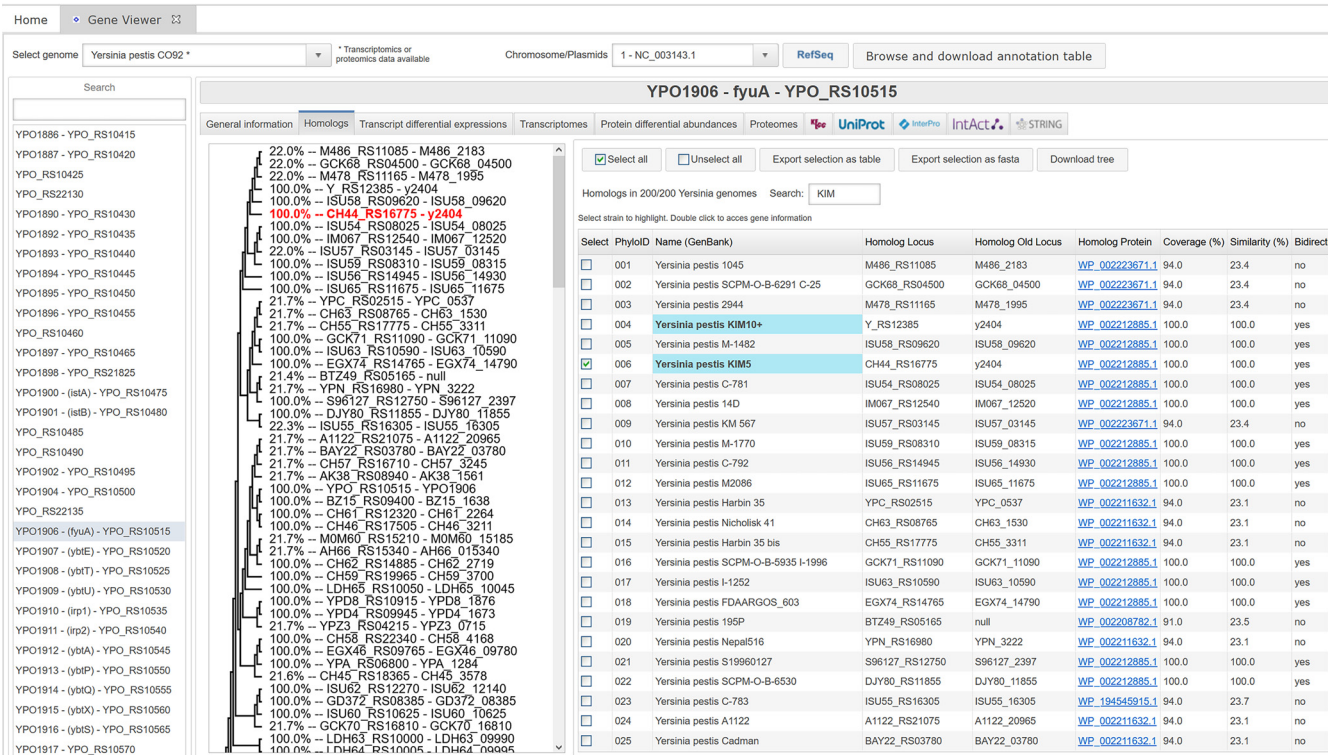 Home
Gene Viewer
Select genome
Yersinia pestis CO92 *
* Transcriptomics or
proteomics data available
Chromosome/Plasmids
1 - NC_003143.1
RefSeq
Browse and download annotation table
Search
YPO1886 - YPO_RS10415
YPO1887 - YPO_RS10420
YPO_RS10425
YPO_RS22130
YPO1890 - YPO_RS10430
YPO1892 - YPO_RS10435
YPO1893 - YPO_RS10440
YPO1894 - YPO_RS10445
YPO1895 - YPO_RS10450
YPO1896 - YPO_RS10455
YPO_RS10460
YPO1897 - YPO_RS10465
YPO1898 - YPO_RS21825
YPO1900 - (istA) - YPO_RS10475
YPO1901 - (istB) - YPO_RS10480
YPO_RS10485
YPO_RS10490
YPO1902 - YPO_RS10495
YPO1904 - YPO_RS10500
YPO_RS22135
YPO1906 - (fyuA) - YPO_RS10515
YPO1907 - (ybtE) - YPO_RS10520
YPO1908 - (ybtT) - YPO_RS10525
YPO1909 - (ybtU) - YPO_RS10530
YPO1910 - (irp1) - YPO_RS10535
YPO1911 - (irp2) - YPO_RS10540
YPO1912 - (ybtA) - YPO_RS10545
YPO1913 - (ybtP) - YPO_RS10550
YPO1914 - (ybtQ) - YPO_RS10555
YPO1915 - (ybtX) - YPO_RS10560
YPO1916 - (ybtS) - YPO_RS10565
YPO1917 - YPO_RS10570
YPO1906 - fyuA - YPO_RS10515
General information Homologs Transcript differential expressions Transcriptomes Protein differential abundances Proteomes UniProt InterPro IntAct STRING
22.0% -- M486_RS11085 - M486_2183
22.0% -- GCK68_RS04500 - GCK68_04500
22.0% -- M478_RS11165 - M478_1995
100.0% -- Y_RS12385 - y2404
100.0% -- ISU58_RS09620 - ISU58_09620
100.0% -- CH44_RS16775 - y2404
100.0% -- ISU54_RS08025 - ISU54_08025
100.0% -- IM067_RS12540 - IM067_12520
22.0% -- ISU57_RS03145 - ISU57_03145
100.0% -- ISU59_RS08310 - ISU59_08315
100.0% -- ISU56_RS14945 - ISU56_14930
100.0% -- ISU65_RS11675 - ISU65_11675
21.7% -- YPC_RS02515 - YPC_0537
21.7% -- CH63_RS08765 - CH63_1530
21.7% -- CH55_RS17775 - CH55_3311
100.0% -- GCK71_RS11090 - GCK71_11090
100.0% -- ISU63_RS10590 - ISU63_10590
100.0% -- EGX74_RS14765 - EGX74_14790
21.4% -- BTZ49_RS05165 - null
21.7% -- YPN_RS16980 - YPN_3222
100.0% -- S96127_RS12750 - S96127_2397
100.0% -- DJY80_RS11855 - DJY80_11855
22.3% -- ISU55_RS16305 - ISU55_16305
21.7% -- A1122_RS21075 - A1122_20965
21.7% -- BAY22_RS03780 - BAY22_03780
21.7% -- CH57_RS16710 - CH57_3245
21.7% -- AK38_RS08940 - AK38_1561
100.0% -- YPO_RS10515 - YPO1906
100.0% -- BZ15_RS09400 - BZ15_1638
100.0% -- CH61_RS12320 - CH61_2264
100.0% -- CH46_RS17505 - CH46_3211
21.7% -- M0M60_RS15210 - M0M60_15185
21.7% -- AH66_RS15340 - AH66_015340
100.0% -- CH62_RS14885 - CH62_2719
100.0% -- CH59_RS19965 - CH59_3700
100.0% -- LDH65_RS10050 - LDH65_10045
100.0% -- YPD8_RS10915 - YPD8_1876
100.0% -- YPD4_RS09945 - YPD4_1673
21.7% -- YPZ3_RS04215 - YPZ3_0715
100.0% -- CH58_RS22340 - CH58_4168
100.0% -- EGX46_RS09765 - EGX46_09780
100.0% -- YPA_RS06800 - YPA_1284
21.6% -- CH45_RS18365 - CH45_3578
100.0% -- ISU62_RS12270 - ISU62_12140
100.0% -- GD372_RS08385 - GD372_08385
100.0% -- ISU60_RS10625 - ISU60_10625
21.7% -- GCK70_RS16810 - GCK70_16810
100.0% -- LDH63_RS10000 - LDH63_09990
100.0% -- LDH64_RS10005 - LDH64_09995
Select all Unselect all Export selection as table Export selection as fasta Download tree
Homologs in 200/200 Yersinia genomes Search: KIM
Select strain to highlight. Double click to acces gene information
Select PhyloID Name (GenBank) Homolog Locus Homolog Old Locus Homolog Protein Coverage (%) Similarity (%) Bidirect
001 Yersinia pestis 1045 M486_RS11085 M486_2183 WP_002223671.1 94.0 23.4 no
002 Yersinia pestis SCPM-O-B-6291 C-25 GCK68_RS04500 GCK68_04500 WP_002223671.1 94.0 23.4 no
003 Yersinia pestis 2944 M478_RS11165 M478_1995 WP_002223671.1 94.0 23.4 no
004 Yersinia pestis KIM10+ Y_RS12385 y2404 WP_002212885.1 100.0 100.0 yes
005 Yersinia pestis M-1482 ISU58_RS09620 ISU58_09620 WP_002212885.1 100.0 100.0 yes
006 Yersinia pestis KIM5 CH44_RS16775 y2404 WP_002212885.1 100.0 100.0 yes
007 Yersinia pestis C-781 ISU54_RS08025 ISU54_08025 WP_002212885.1 100.0 100.0 yes
008 Yersinia pestis 14D IM067_RS12540 IM067_12520 WP_002212885.1 100.0 100.0 yes
009 Yersinia pestis KM 567 ISU57_RS03145 ISU57_03145 WP_002223671.1 94.0 23.4 no
010 Yersinia pestis M-1770 ISU59_RS08310 ISU59_08315 WP_002212885.1 100.0 100.0 yes
011 Yersinia pestis C-792 ISU56_RS14945 ISU56_14930 WP_002212885.1 100.0 100.0 yes
012 Yersinia pestis M2086 ISU65_RS11675 ISU65_11675 WP_002212885.1 100.0 100.0 yes
013 Yersinia pestis Harbin 35 YPC_RS02515 YPC_0537 WP_002211632.1 94.0 23.1 no
014 Yersinia pestis Nicholisk 41 CH63_RS08765 CH63_1530 WP_002211632.1 94.0 23.1 no
015 Yersinia pestis Harbin 35 bis CH55_RS17775 CH55_3311 WP_002211632.1 94.0 23.1 no
016 Yersinia pestis SCPM-O-B-5935 I-1996 GCK71_RS11090 GCK71_11090 WP_002212885.1 100.0 100.0 yes
017 Yersinia pestis I-1252 ISU63_RS10590 ISU63_10590 WP_002212885.1 100.0 100.0 yes
018 Yersinia pestis FDAARGOS_603 EGX74_RS14765 EGX74_14790 WP_002212885.1 100.0 100.0 yes
019 Yersinia pestis 195P BTZ49_RS05165 null WP_002208782.1 91.0 23.5 no
020 Yersinia pestis Nepal516 YPN_RS16980 YPN_3222 WP_002211632.1 94.0 23.1 no
021 Yersinia pestis S19960127 S96127_RS12750 S96127_2397 WP_002212885.1 100.0 100.0 yes
022 Yersinia pestis SCPM-O-B-6530 DJY80_RS11855 DJY80_11855 WP_002212885.1 100.0 100.0 yes
023 Yersinia pestis C-783 ISU55_RS16305 ISU55_16305 WP_194545915.1 94.0 23.7 no
024 Yersinia pestis A1122 A1122_RS21075 A1122_20965 WP_002211632.1 94.0 23.1 no
025 Yersinia pestis Cadman BAY22_RS03780 BAY22_03780 WP_002211632.1 94.0 23.1 no